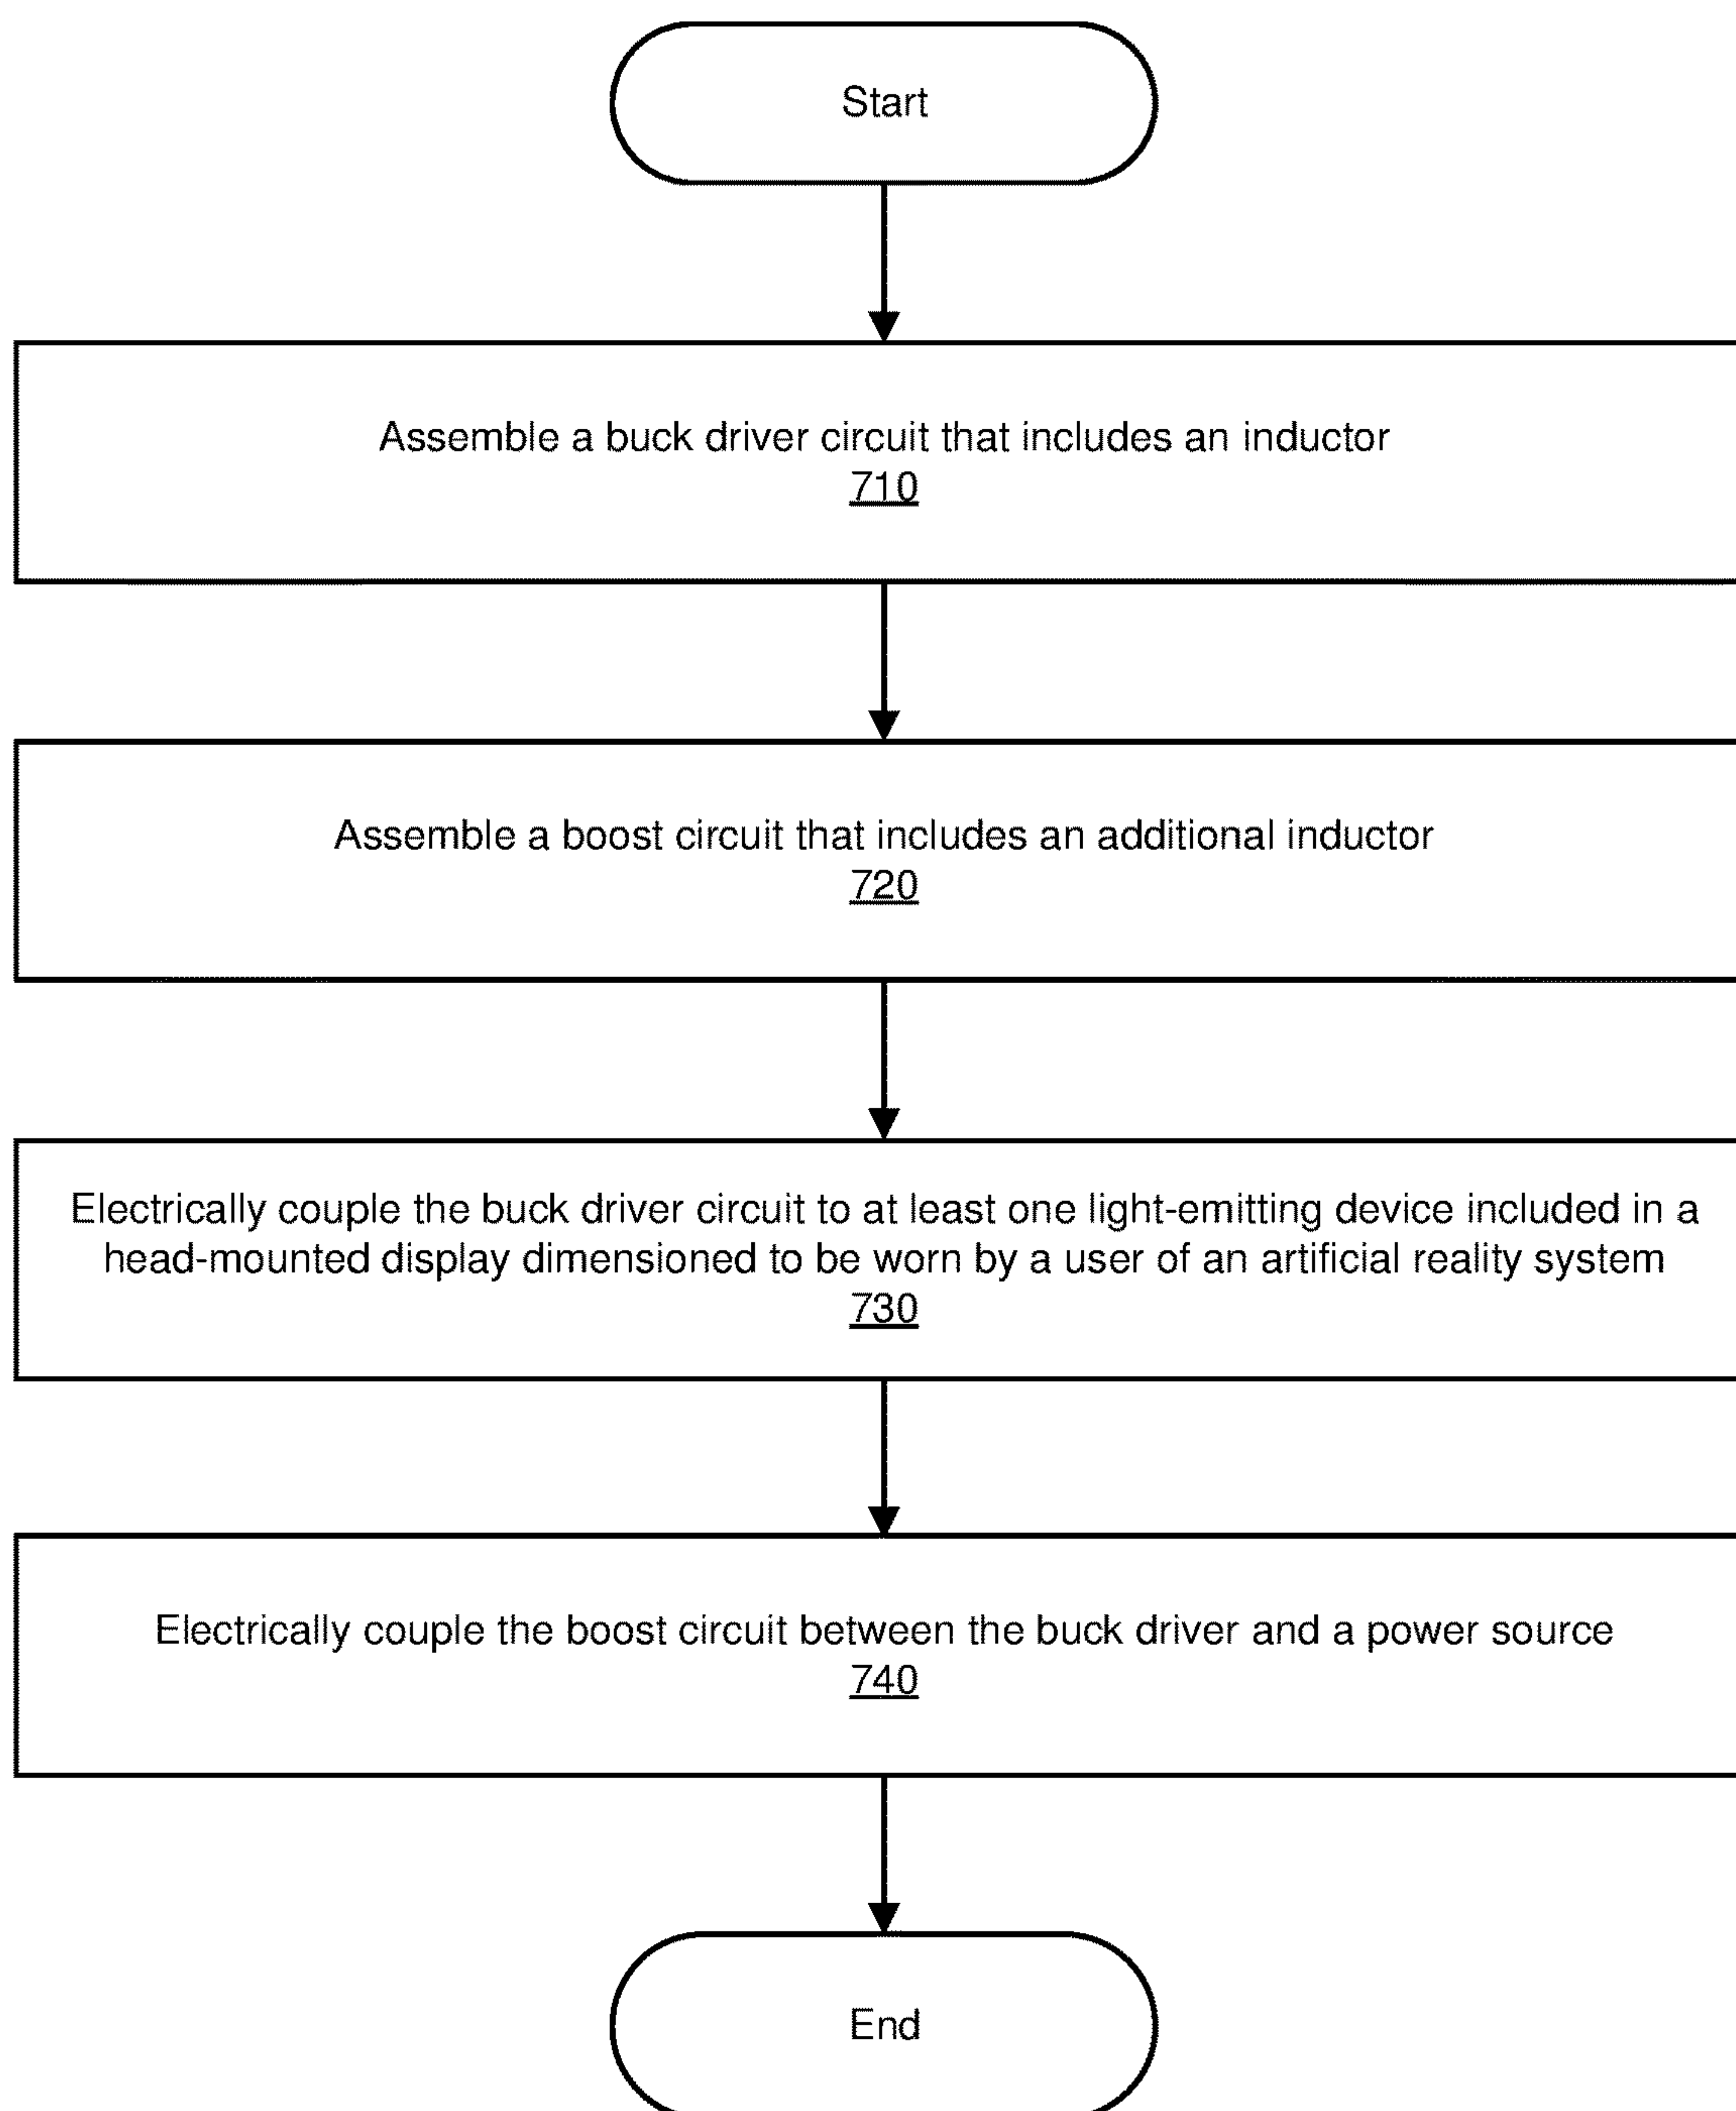 Start
Assemble a buck driver circuit that includes an inductor
710
Assemble a boost circuit that includes an additional inductor
720
Electrically couple the buck driver circuit to at least one light-emitting device included in a
head-mounted display dimensioned to be worn by a user of an artificial reality system
730
Electrically couple the boost circuit between the buck driver and a power source
740
End